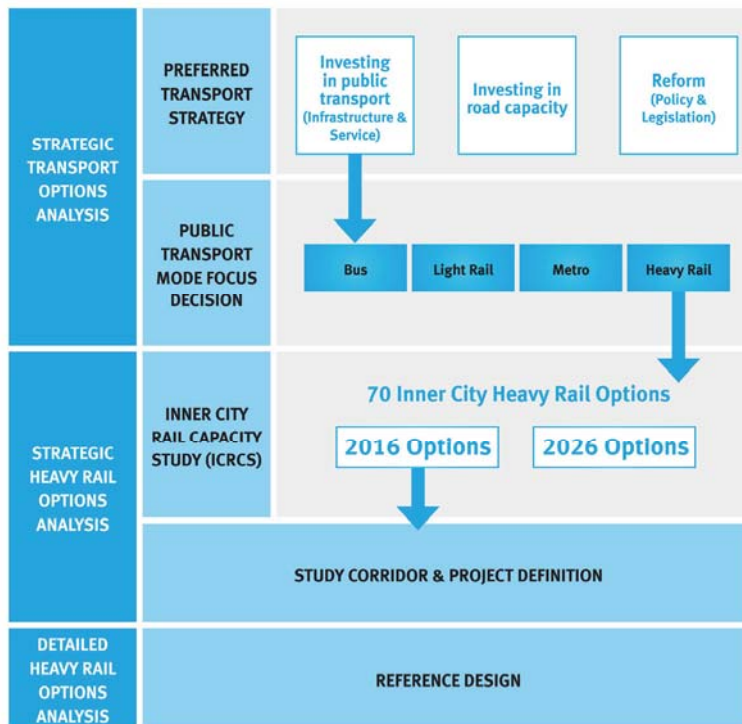 STRATEGIC
TRANSPORT
OPTIONS
ANALYSIS
PREFERRED
TRANSPORT
STRATEGY
Investing
in public
transport
(Infrastructure &
Service)
Investing in
road capacity
Reform
(Policy &
Legislation)
PUBLIC
TRANSPORT
MODE FOCUS
DECISION
Bus
Light Rail
Metro
Heavy Rail
STRATEGIC
HEAVY RAIL
OPTIONS
ANALYSIS
INNER CITY
RAIL CAPACITY
STUDY (ICRCS)
70 Inner City Heavy Rail Options
2016 Options
2026 Options
STUDY CORRIDOR & PROJECT DEFINITION
DETAILED
HEAVY RAIL
OPTIONS
ANALYSIS
REFERENCE DESIGN